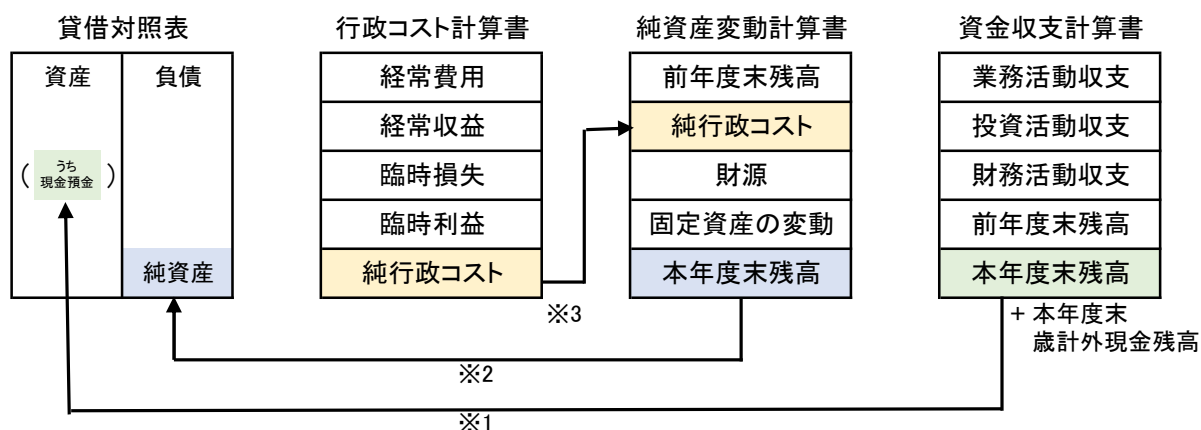 貸借対照表
資産
負債
(うち
現金預金)
純資産
行政コスト計算書
経常費用
経常収益
臨時損失
臨時利益
純行政コスト
純資産変動計算書
前年度末残高
純行政コスト
財源
固定資産の変動
本年度末残高
資金収支計算書
業務活動収支
投資活動収支
財務活動収支
前年度末残高
本年度末残高
+ 本年度末
歳計外現金残高
※3
※2
※1